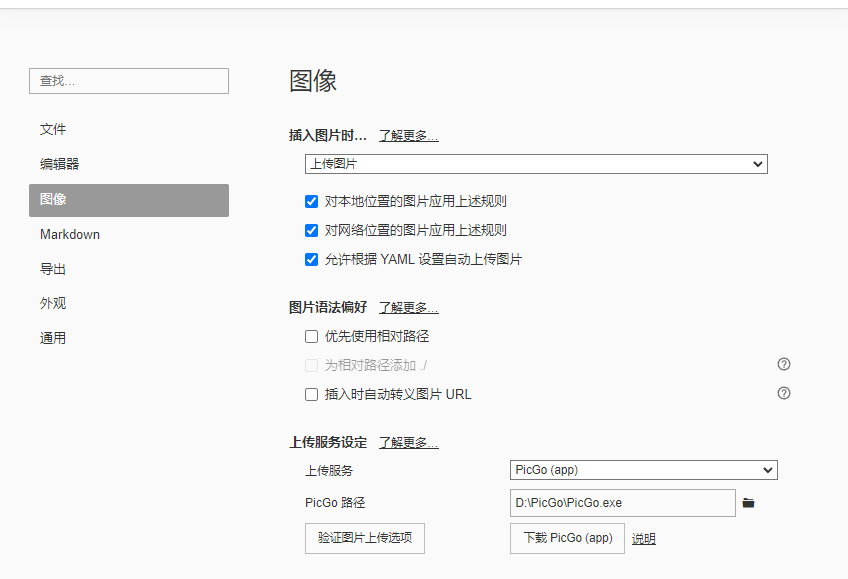 查找...
文件
编辑器
图像
Markdown
导出
外观
通用
图像
插入图片时... 了解更多...
上传图片
对本地位置的图片应用上述规则
对网络位置的图片应用上述规则
允许根据 YAML 设置自动上传图片
图片语法偏好 了解更多...
优先使用相对路径
为相对路径添加 ./
插入时自动转义图片 URL
上传服务设定 了解更多...
上传服务 PicGo (app)
PicGo 路径 D:\PicGo\PicGo.exe
验证图片上传选项 下载 PicGo (app) 说明